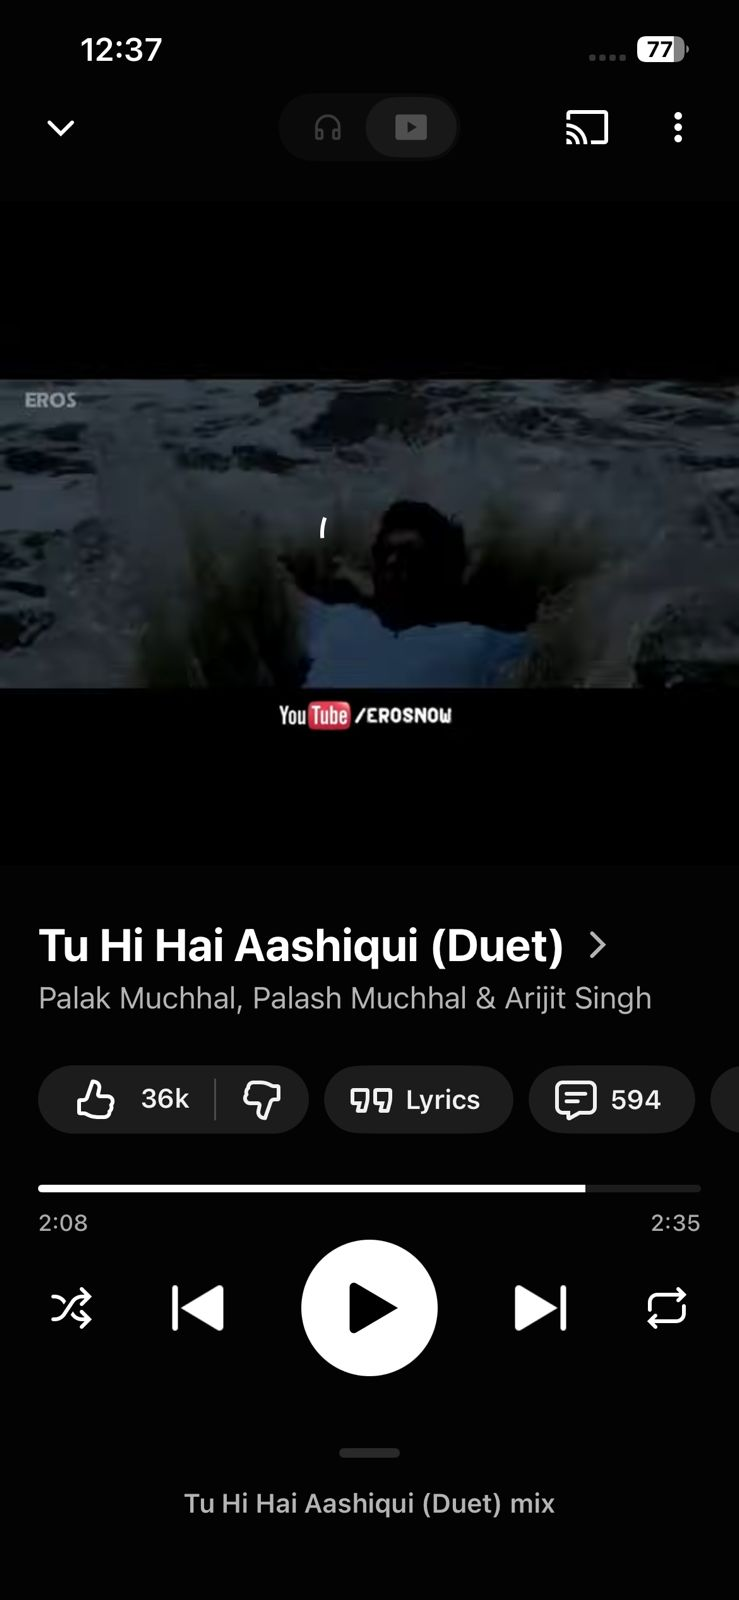 12:37
77
EROS
YouTube /EROSNOW
Tu Hi Hai Aashiqui (Duet)
Palak Muchhal, Palash Muchhal & Arijit Singh
36k
Lyrics
594
2:08
2:35
Tu Hi Hai Aashiqui (Duet) mix